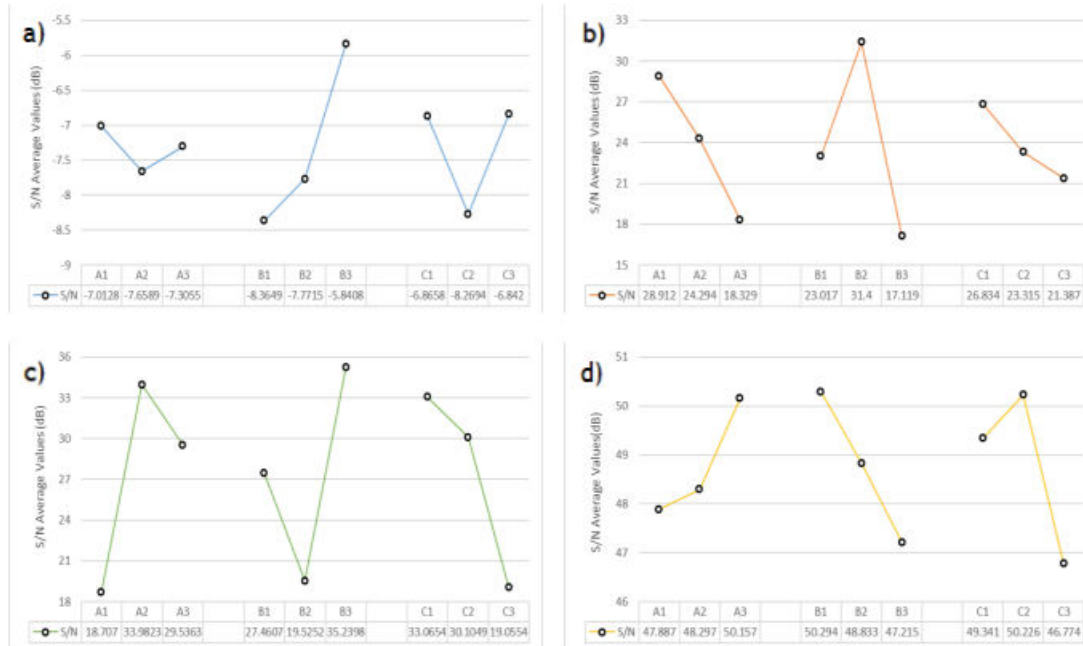 a)
S/N Average Values (dB)
-5.5
-6
-6.5
-7
-7.5
-8
-8.5
-9
A1 A2 A3 B1 B2 B3 C1 C2 C3
S/N -7.0128 -7.6589 -7.3055 -8.3649 -7.7715 -5.8408 -6.8658 -8.2694 -6.842
b)
S/N Average Values (dB)
33
30
27
24
21
18
15
A1 A2 A3 B1 B2 B3 C1 C2 C3
S/N 28.912 24.294 18.329 23.017 31.4 17.119 26.834 23.315 21.387
c)
S/N Average Values (dB)
36
33
30
27
24
21
18
A1 A2 A3 B1 B2 B3 C1 C2 C3
S/N 18.707 33.9823 29.5363 27.4607 19.5252 35.2398 33.0654 30.1049 19.0554
d)
S/N Average Values(dB)
51
50
49
48
47
46
A1 A2 A3 B1 B2 B3 C1 C2 C3
S/N 47.887 48.297 50.157 50.294 48.833 47.215 49.341 50.226 46.774